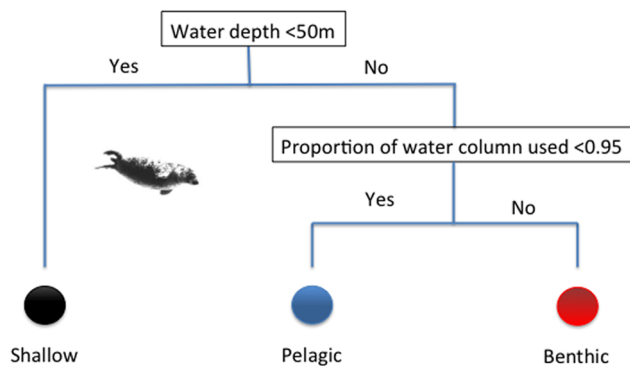 Water depth <50m
Yes
No
Proportion of water column used <0.95
Yes
No
Shallow
Pelagic
Benthic